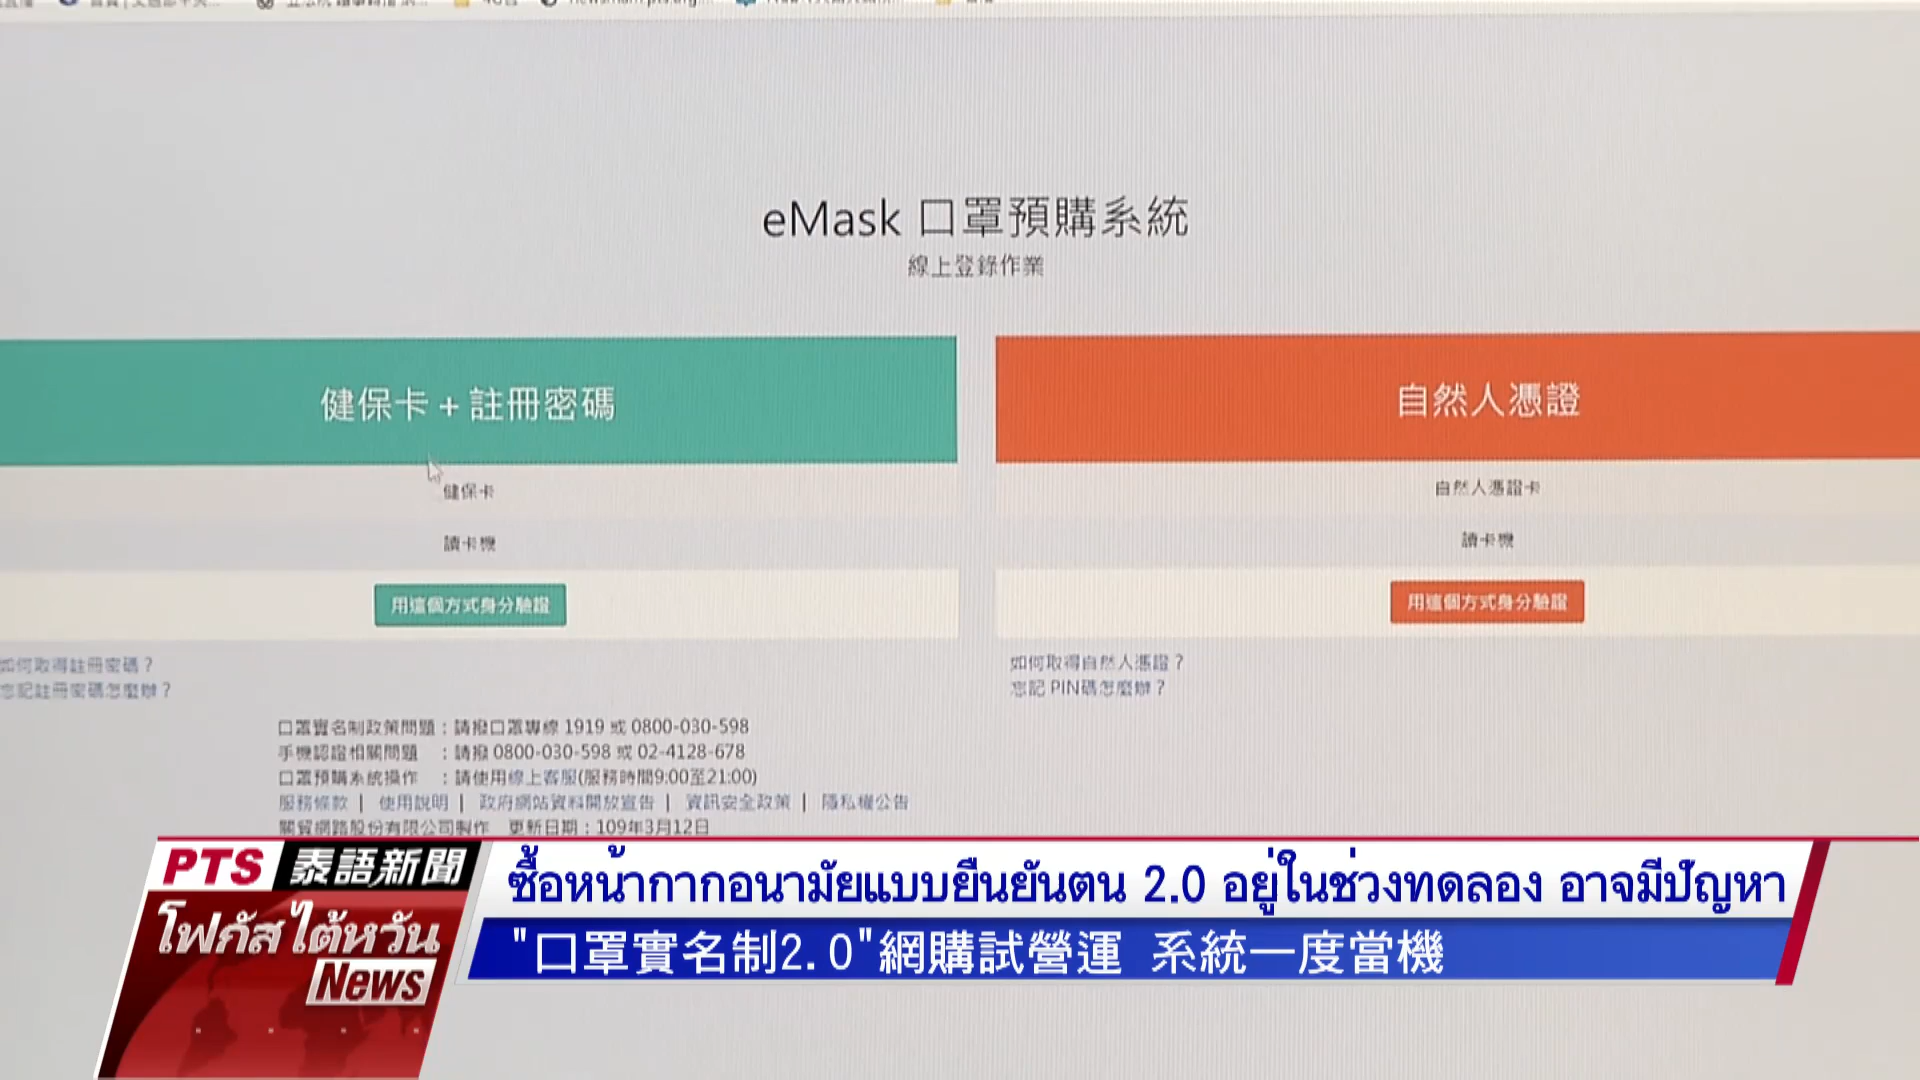 eMask 口罩預購系統
線上登錄作業
健保卡 + 註冊密碼
自然人憑證
健保卡
自然人憑證卡
讀卡機
讀卡機
用這個方式身分驗證
用這個方式身分驗證
如何取得註冊密碼？
忘記註冊密碼怎麼辦？
如何取得自然人憑證？
忘記 PIN碼怎麼辦？
口罩實名制政策問題：請撥口罩專線 1919 或 0800-030-598
手機認證相關問題 ：請撥 0800-030-598 或 02-4128-678
口罩預購系統操作 ：請使用線上客服(服務時間9:00至21:00)
服務條款 | 使用說明 | 政府網站資料開放宣告 | 資訊安全政策 | 隱私權公告
關貿網路股份有限公司製作 更新日期：109年3月12日
PTS 泰語新聞
โฟกัสไต้หวัน
News
ซื้อหน้ากากอนามัยแบบยืนยันตน 2.0 อยู่ในช่วงทดลอง อาจมีปัญหา
"口罩實名制2.0"網購試營運 系統一度當機